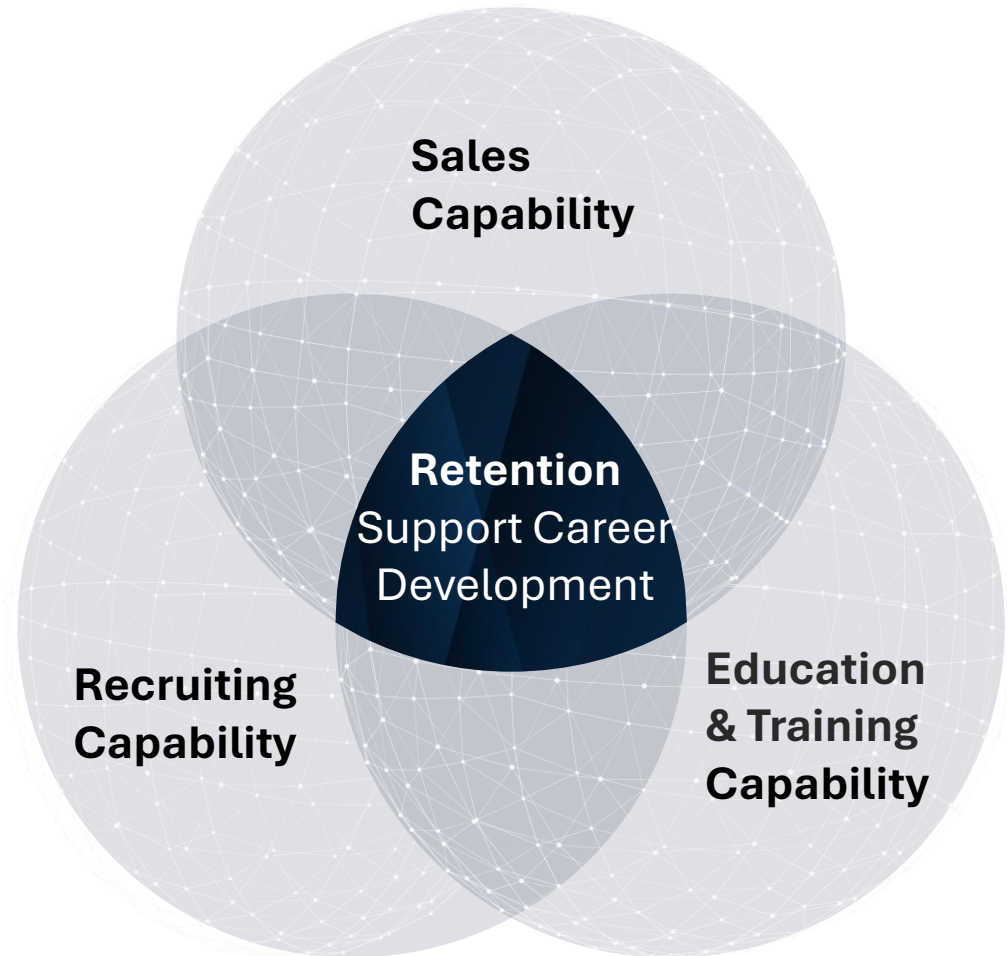 Sales
Capability
Retention
Support Career
Development
Recruiting
Capability
Education
& Training
Capability